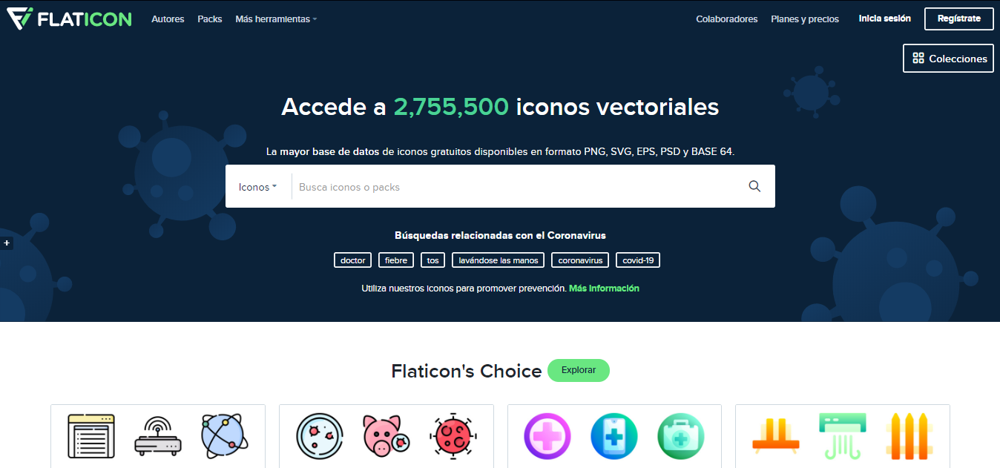 FLATICON Autores Packs Más herramientas Colaboradores Planes y precios Inicia sesión Regístrate
Colecciones
Accede a 2,755,500 iconos vectoriales
La mayor base de datos de iconos gratuitos disponibles en formato PNG, SVG, EPS, PSD y BASE 64.
Iconos Busca iconos o packs
Búsquedas relacionadas con el Coronavirus
doctor fiebre tos lavándose las manos coronavirus covid-19
Utiliza nuestros iconos para promover prevención. Más Información
Flaticon's Choice Explorar